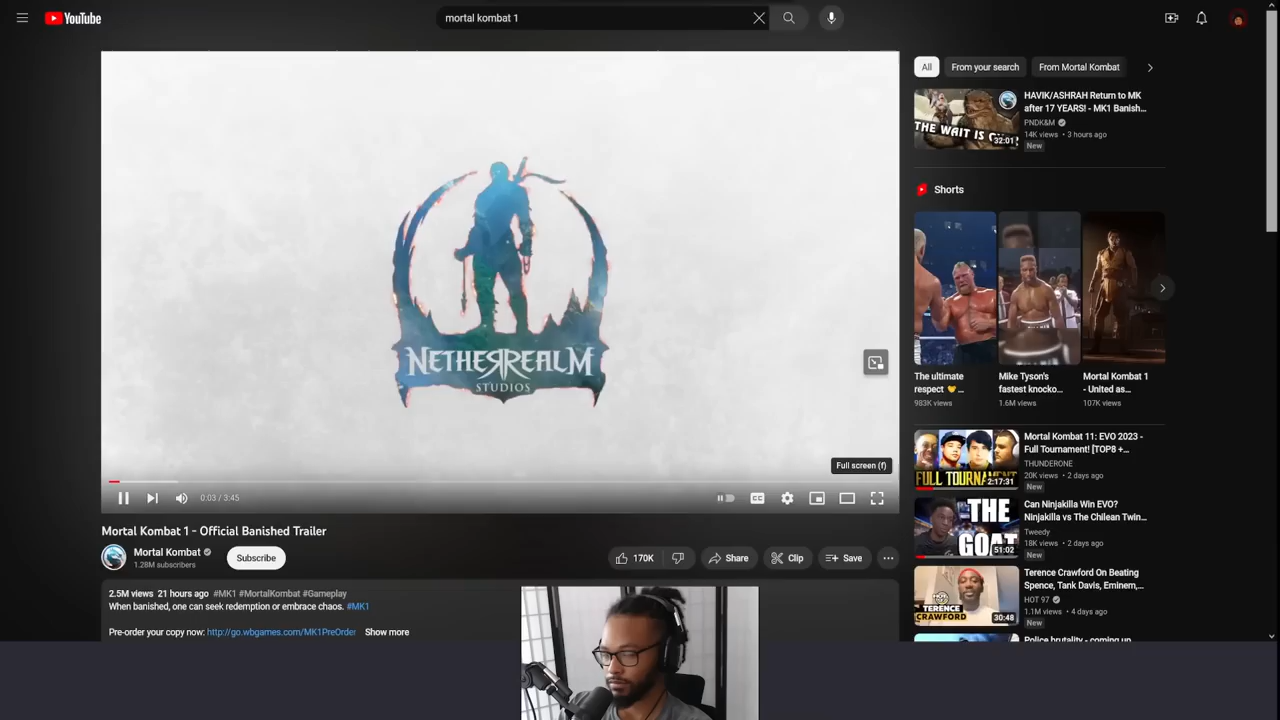 YouTube
mortal kombat 1
All
From your search
From Mortal Kombat
NETHERREALM
STUDIOS
Full screen (f)
0:03 / 3:45
CC
Mortal Kombat 1 - Official Banished Trailer
Mortal Kombat
1.28M subscribers
Subscribe
170K
Share
Clip
Save
2.5M views 21 hours ago #MK1 #MortalKombat #Gameplay
When banished, one can seek redemption or embrace chaos. #MK1
Pre-order your copy now: http://go.wbgames.com/MK1PreOrder Show more
THE WAIT IS
32:01
HAVIK/ASHRAH Return to MK
after 17 YEARS! - MK1 Banish...
PNDK&M
14K views • 3 hours ago
New
Shorts
The ultimate
respect 💛 ...
983K views
Mike Tyson's
fastest knocko...
1.6M views
Mortal Kombat 1
- United as...
107K views
FULL TOURNAMENT!
2:17:31
Mortal Kombat 11: EVO 2023 -
Full Tournament! [TOP8 +...
THUNDERONE
20K views • 2 days ago
New
THE
GOAT
51:02
Can Ninjakilla Win EVO?
Ninjakilla vs The Chilean Twin...
Tweedy
18K views • 2 days ago
New
HOT 97
TERENCE
CRAWFORD
30:48
Terence Crawford On Beating
Spence, Tank Davis, Eminem,...
HOT 97
1.1M views • 4 days ago
New
Police brutality - coming up